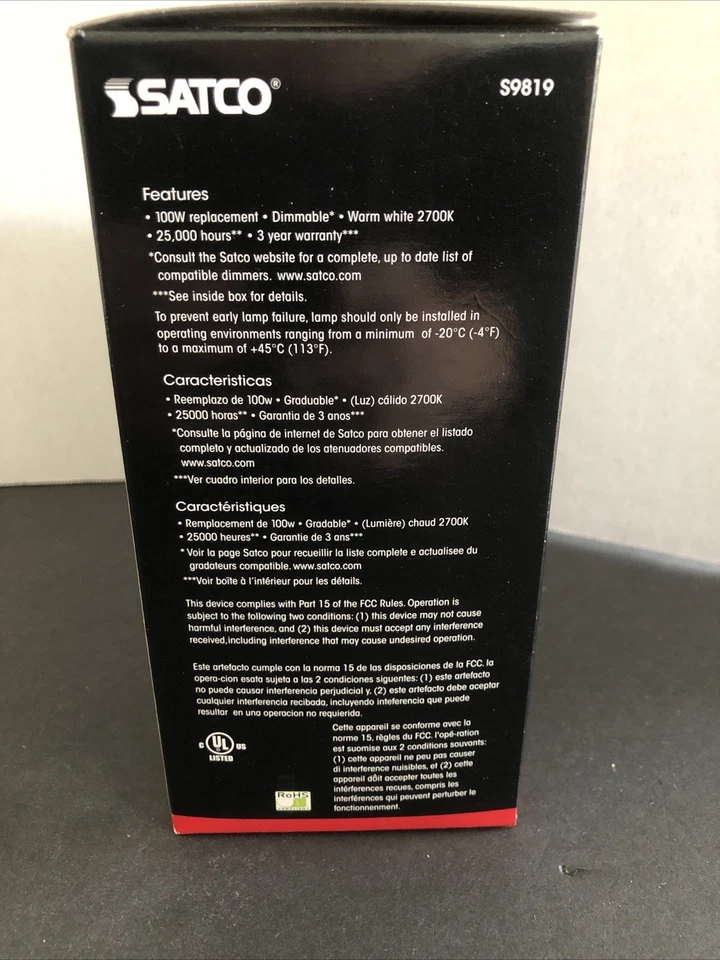 SATCO®
S9819
Features
• 100W replacement • Dimmable* • Warm white 2700K
• 25,000 hours** • 3 year warranty***
*Consult the Satco website for a complete, up to date list of
compatible dimmers. www.satco.com
***See inside box for details.
To prevent early lamp failure, lamp should only be installed in
operating environments ranging from a minimum of -20°C (-4°F)
to a maximum of +45°C (113°F).
Caracteristicas
• Reemplazo de 100w • Graduable* • (Luz) cálido 2700K
• 25000 horas** • Garantia de 3 anos***
*Consulte la página de internet de Satco para obtener el listado
completo y actualizado de los atenuadores compatibles.
www.satco.com
***Ver cuadro interior para los detalles.
Caractéristiques
• Remplacement de 100w • Gradable* • (Lumière) chaud 2700K
• 25000 heures** • Garantie de 3 ans***
* Voir la page Satco pour recueillir la liste complete e actualisee du
gradateurs compatible. www.satco.com
***Voir boîte à l'intérieur pour les détails.
This device complies with Part 15 of the FCC Rules. Operation is
subject to the following two conditions: (1) this device may not cause
harmful interference, and (2) this device must accept any interference
received,including interference that may cause undesired operation.
Este artefacto cumple con la norma 15 de las disposiciones de la FCC. la
opera-cion esata sujeta a las 2 condiciones siguentes: (1) este artefacto
no puede causar interferencia perjudicial y, (2) este artefacto debe aceptar
cualquier interferencia recibada, incluyendo inteferencia que puede
resultar en una operacion no requierida.
Cette appareil se conforme avec la
norme 15, règles du FCC. l'opé-ration
est suomise aux 2 conditions souvants:
(1) cette appareil ne peu pas causer
di interference nuisibles, et (2) cette
appareil dôit accepter toutes les
intérferences recues, compris les
interférences qui peuvent perturber le
fonctionnenment.
C UL US
LISTED
RoHS